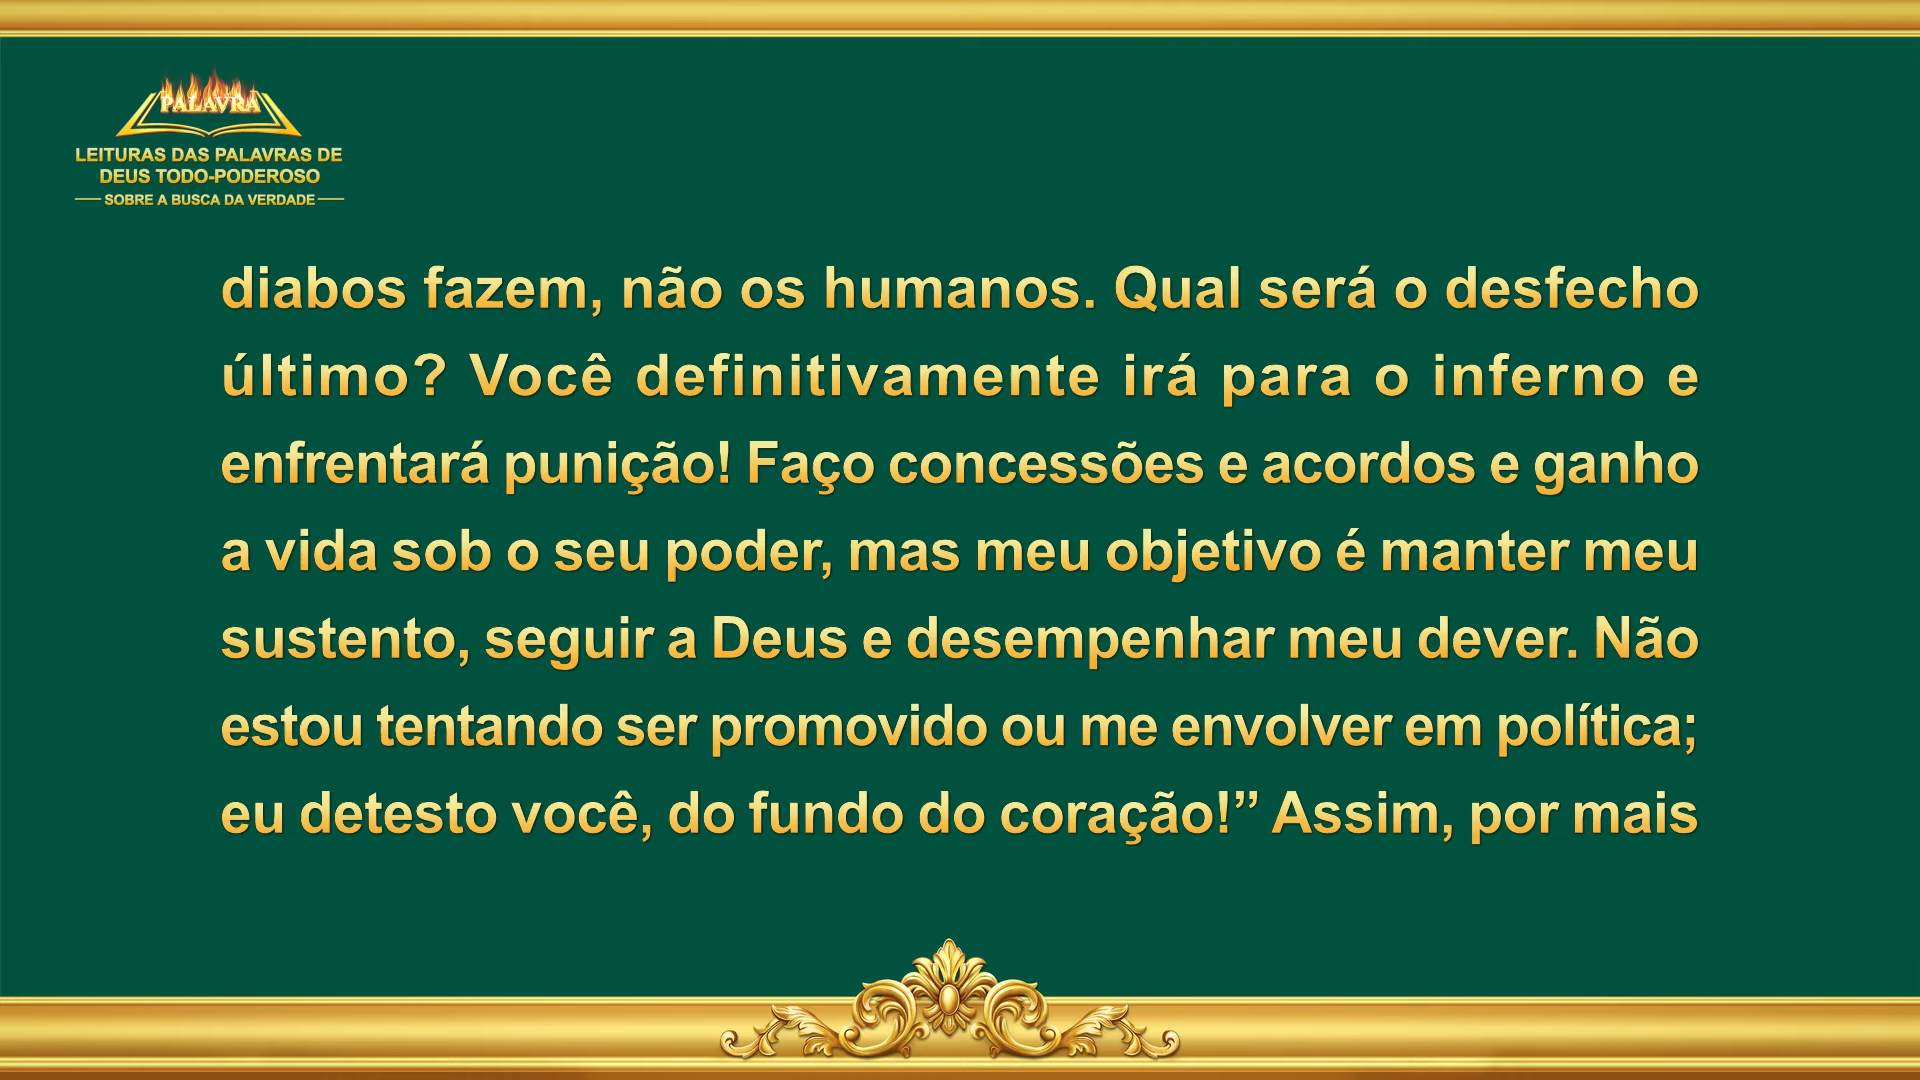 PALAVRA
LEITURAS DAS PALAVRAS DE
DEUS TODO-PODEROSO
SOBRE A BUSCA DA VERDADE
diabos fazem, não os humanos. Qual será o desfecho
último? Você definitivamente irá para o inferno e
enfrentará punição! Faço concessões e acordos e ganho
a vida sob o seu poder, mas meu objetivo é manter meu
sustento, seguir a Deus e desempenhar meu dever. Não
estou tentando ser promovido ou me envolver em política;
eu detesto você, do fundo do coração!” Assim, por mais